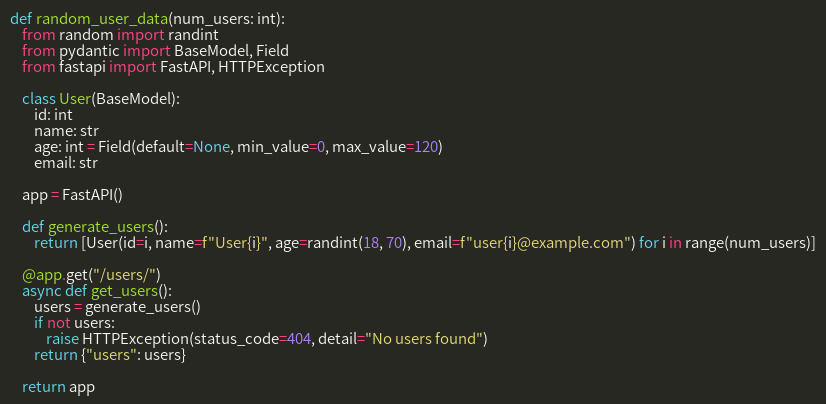 def random_user_data(num_users: int):
    from random import randint
    from pydantic import BaseModel, Field
    from fastapi import FastAPI, HTTPException

    class User(BaseModel):
        id: int
        name: str
        age: int = Field(default=None, min_value=0, max_value=120)
        email: str

    app = FastAPI()

    def generate_users():
        return [User(id=i, name=f"User{i}", age=randint(18, 70), email=f"user{i}@example.com") for i in range(num_users)]

    @app.get("/users/")
    async def get_users():
        users = generate_users()
        if not users:
            raise HTTPException(status_code=404, detail="No users found")
        return {"users": users}

    return app